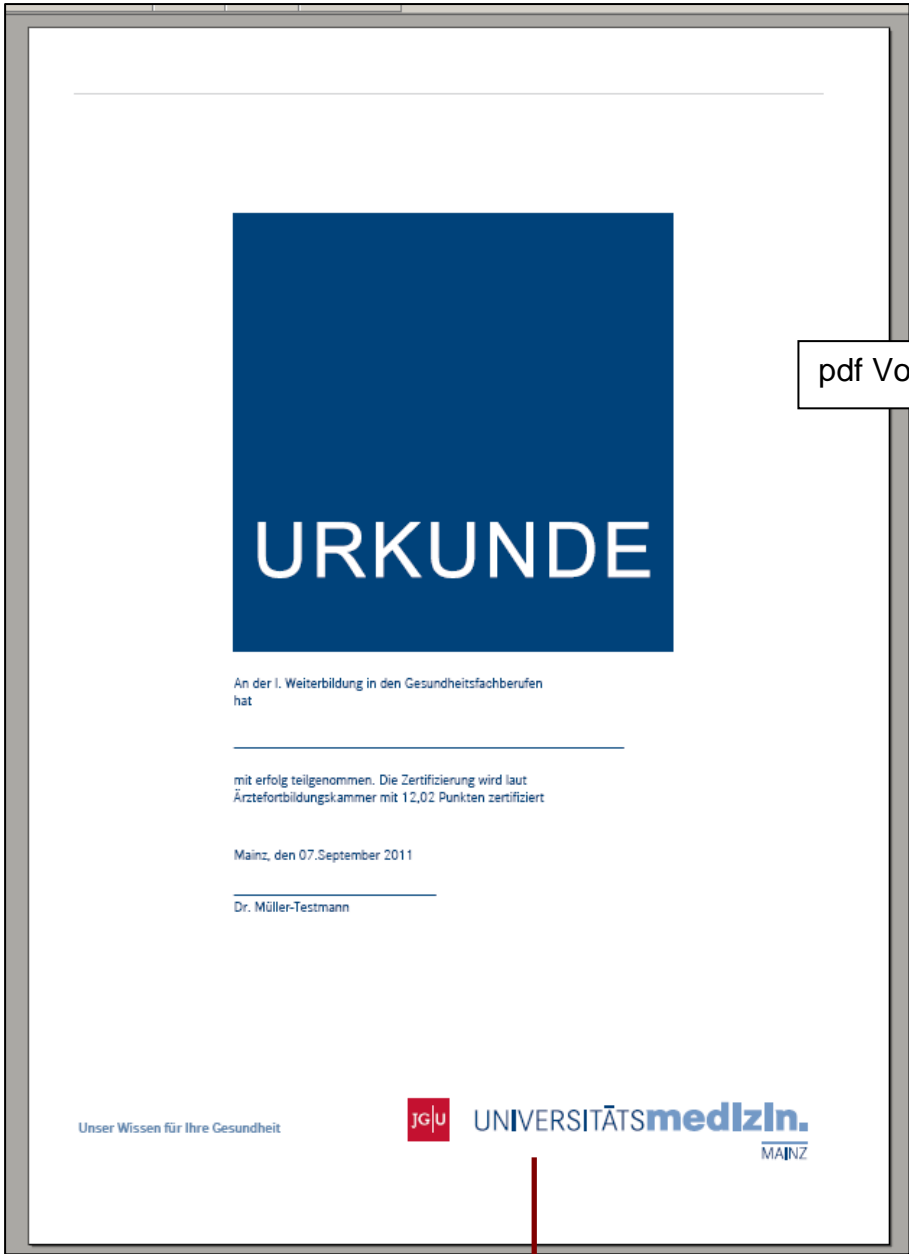 pdf Vo
URKUNDE
An der I. Weiterbildung in den Gesundheitsfachberufen
hat
mit erfolg teilgenommen. Die Zertifizierung wird laut
Ärztefortbildungskammer mit 12,02 Punkten zertifiziert
Mainz, den 07.September 2011
Dr. Müller-Testmann
Unser Wissen für Ihre Gesundheit
JG|U
UNIVERSITĀTSmedIzIn.
MAINZ